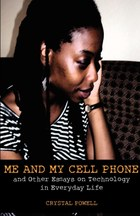 ME AND MY CELL PHONE
and Other Essays on Technology
in Everyday Life
CRYSTAL POWELL